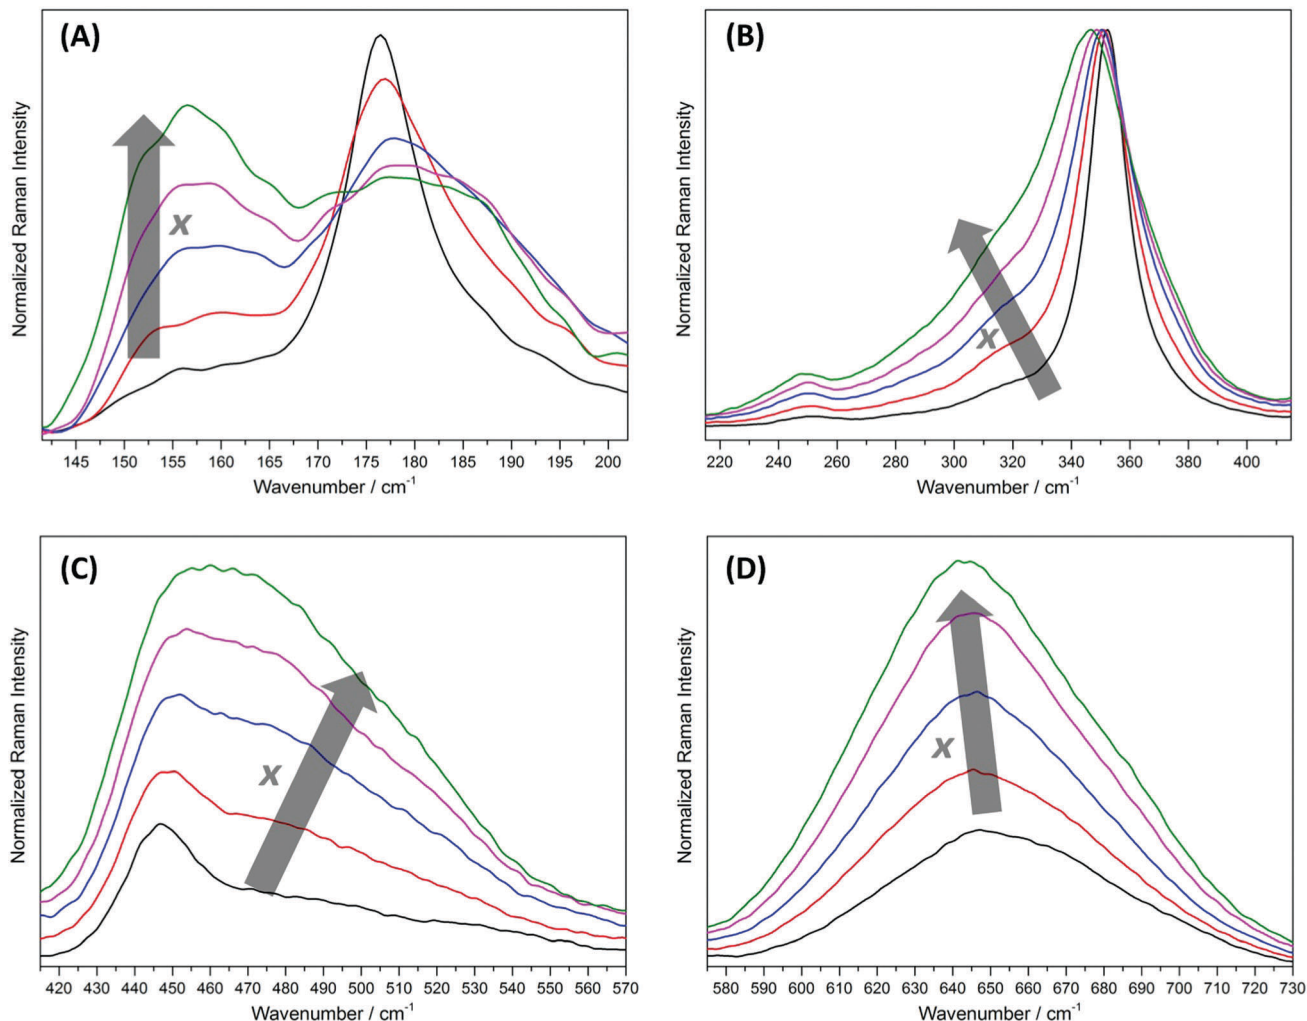 (A)
Normalized Raman Intensity
x
145 150 155 160 165 170 175 180 185 190 195 200
Wavenumber / cm⁻¹
(B)
Normalized Raman Intensity
x
220 240 260 280 300 320 340 360 380 400
Wavenumber / cm⁻¹
(C)
Normalized Raman Intensity
x
420 430 440 450 460 470 480 490 500 510 520 530 540 550 560 570
Wavenumber / cm⁻¹
(D)
Normalized Raman Intensity
x
580 590 600 610 620 630 640 650 660 670 680 690 700 710 720 730
Wavenumber / cm⁻¹